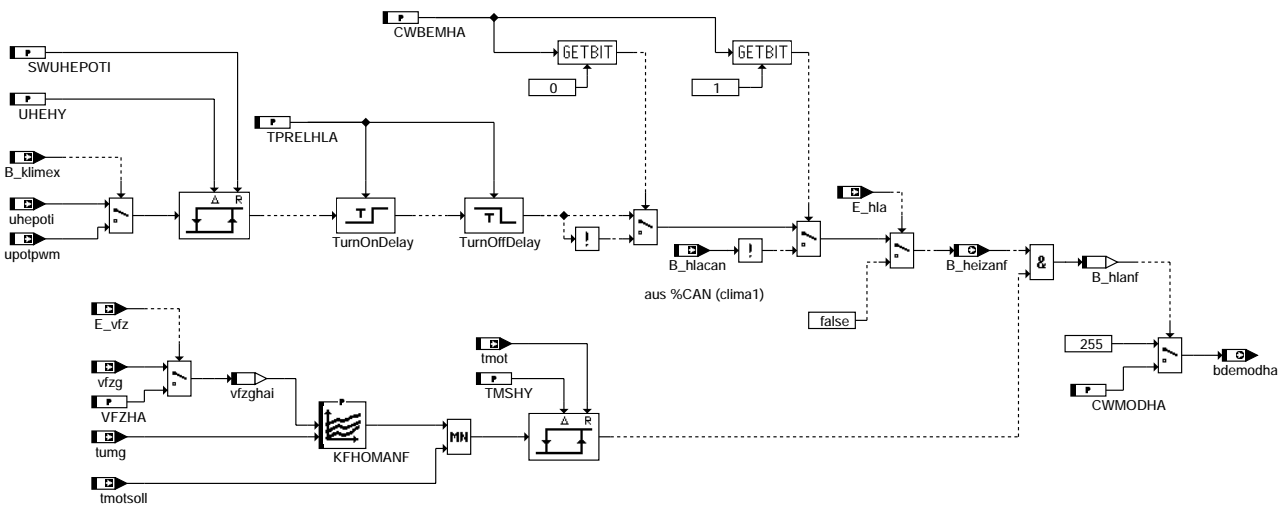 P
CWBEMHA
P
SWUHEPOTI
GETBIT
GETBIT
0
1
P
UHEHY
P
TPRELHLA
B_klimex
uhepoti
upotpwm
Δ R
T
TurnOnDelay
T
TurnOffDelay
!
E_hla
B_hlacan
!
aus %CAN (clima1)
B_heizanf
&
B_hlanf
false
E_vfz
vfzg
P
VFZHA
vfzghai
tumg
P
KFHOMANF
tmotsoll
MN
tmot
P
TMSHY
Δ R
255
P
CWMODHA
bdemodha